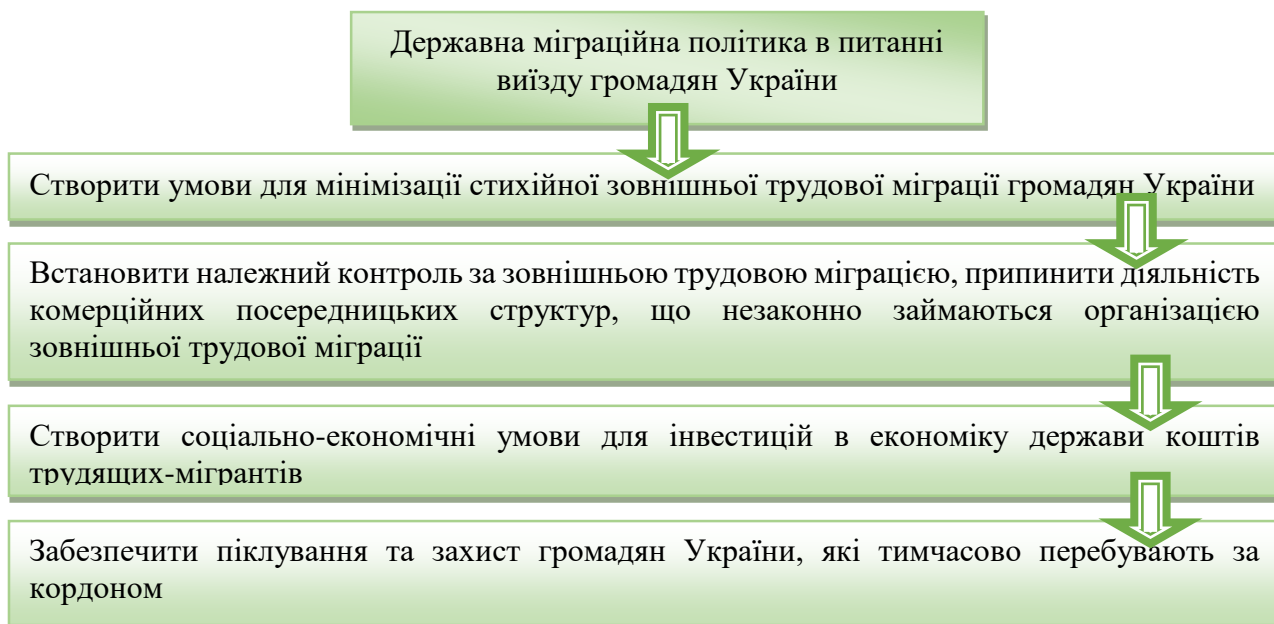 Державна міграційна політика в питанні
виїзду громадян України
Створити умови для мінімізації стихійної зовнішньої трудової міграції громадян України
Встановити належний контроль за зовнішньою трудовою міграцією, припинити діяльність
комерційних посередницьких структур, що незаконно займаються організацією
зовнішньої трудової міграції
Створити соціально-економічні умови для інвестицій в економіку держави коштів
трудящих-мігрантів
Забезпечити піклування та захист громадян України, які тимчасово перебувають за
кордоном